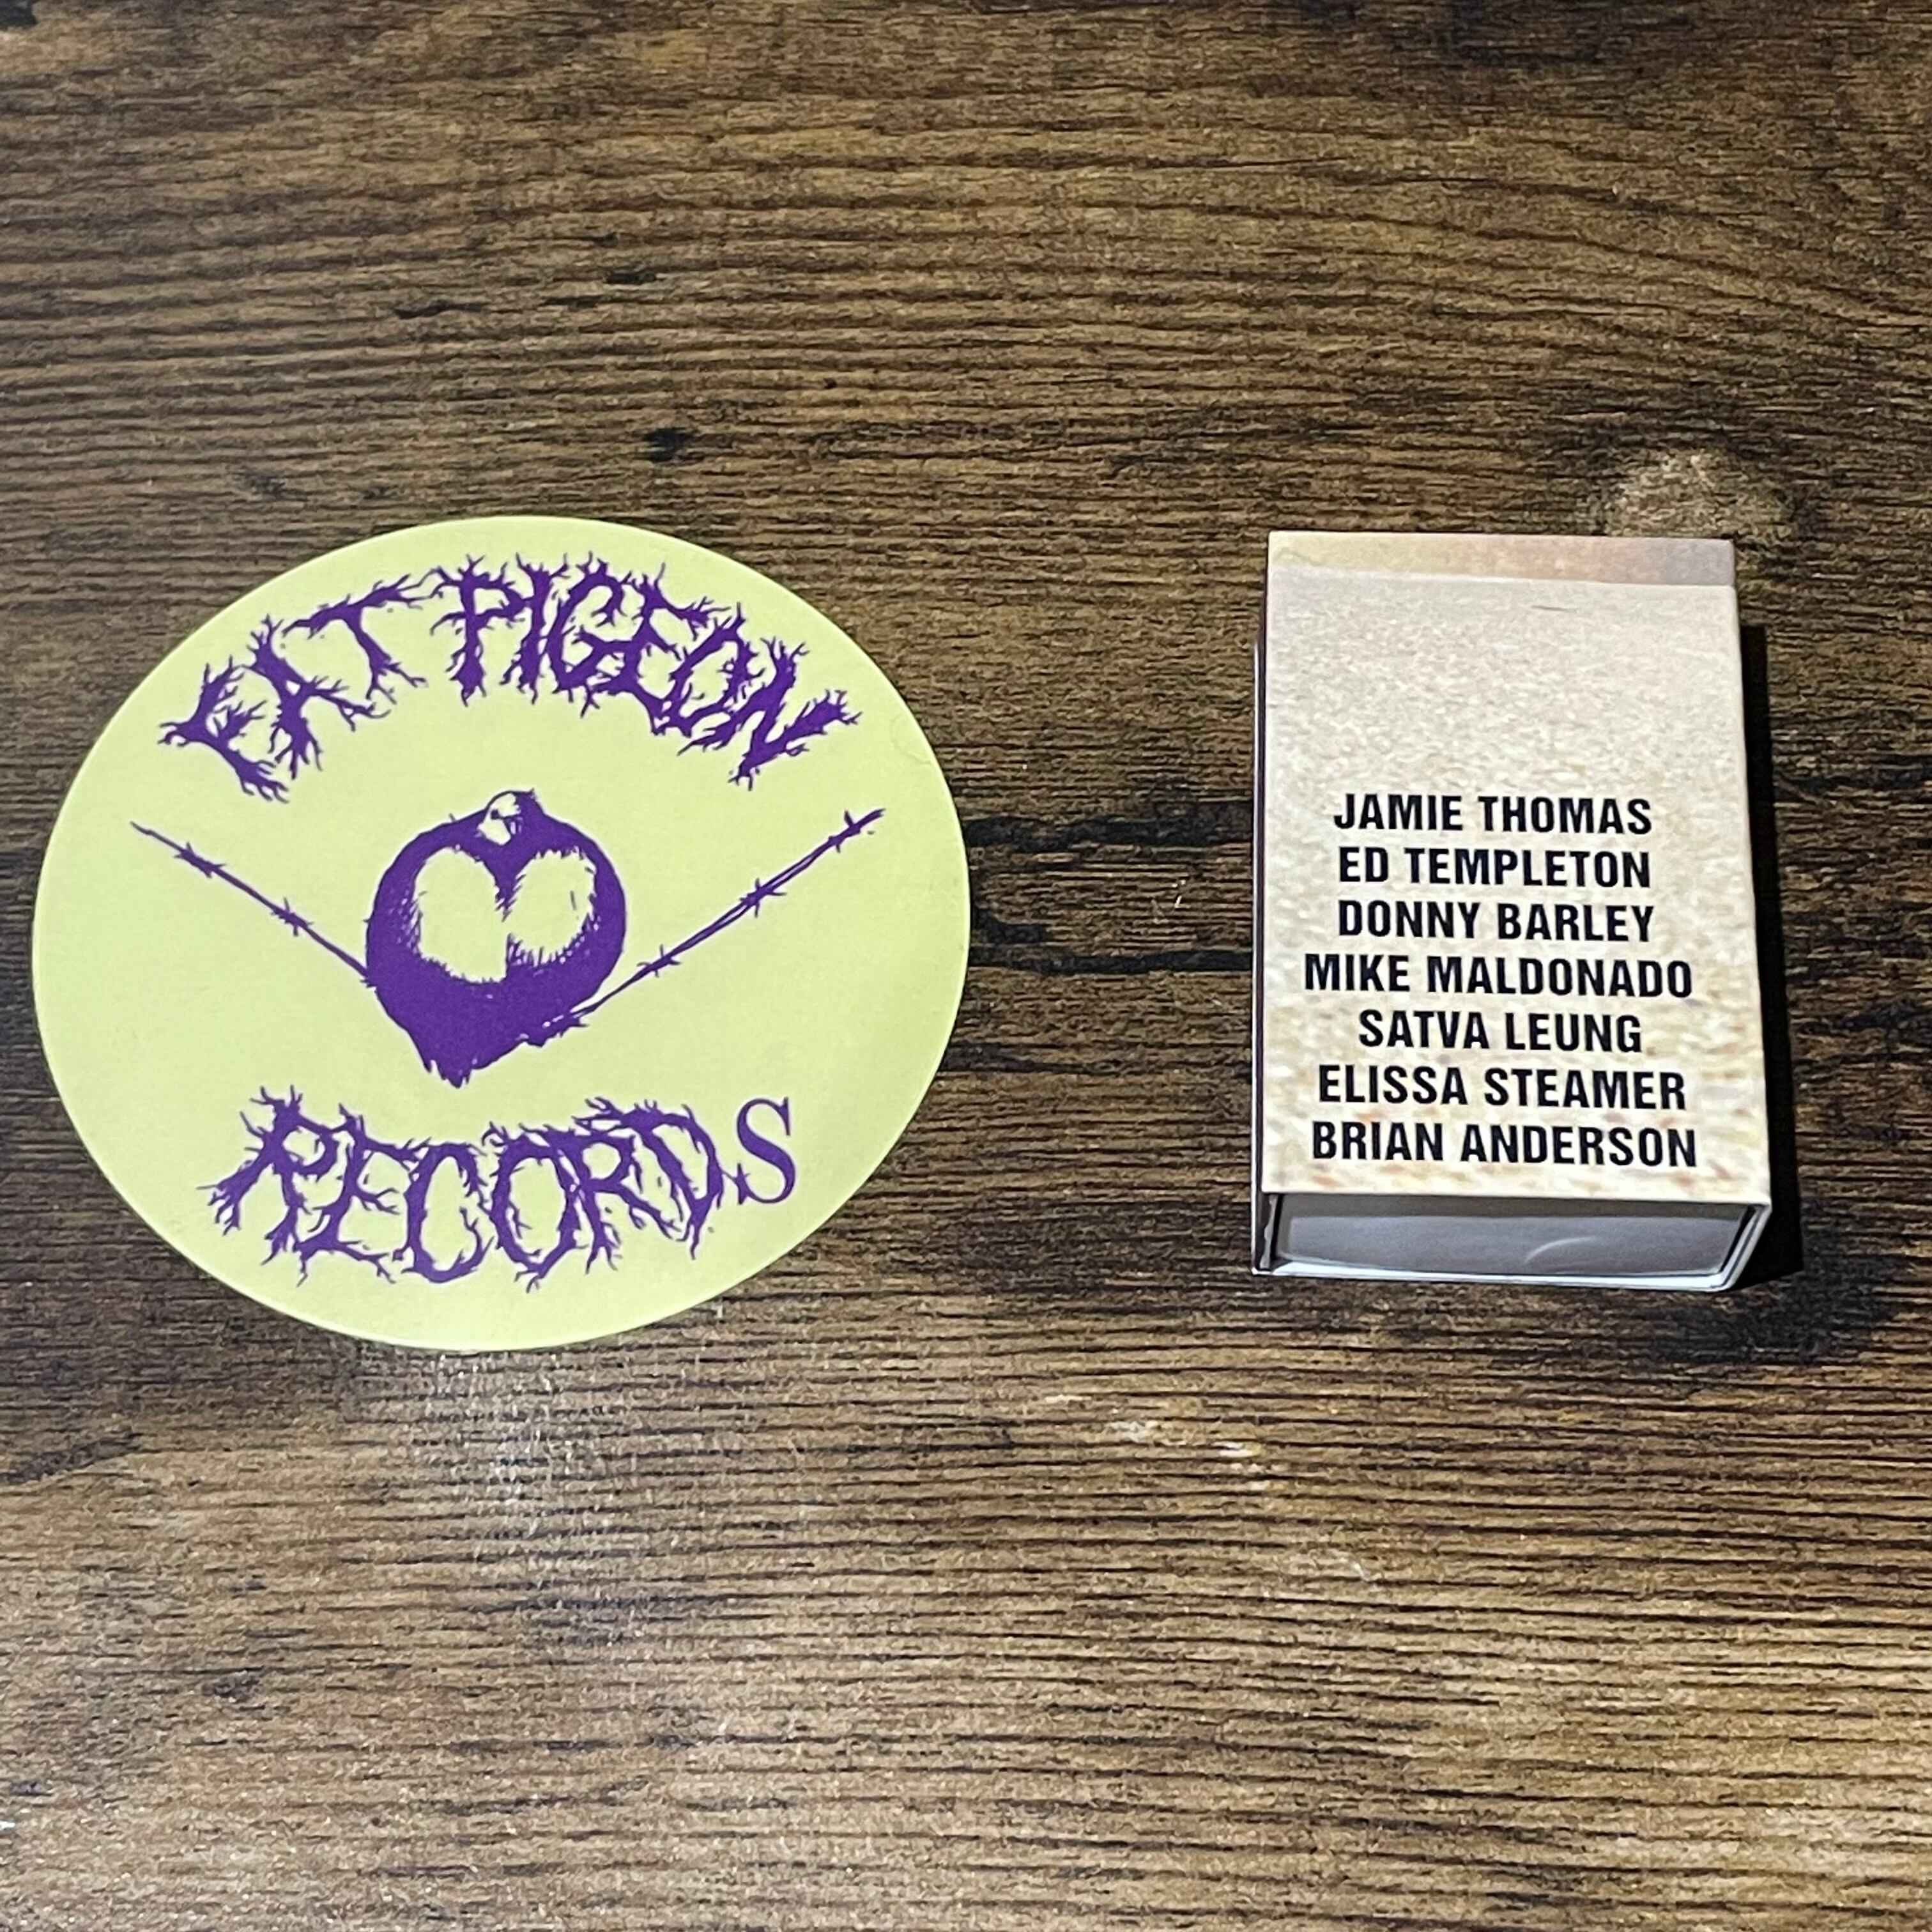 EAT PIGEON
RECORDS
JAMIE THOMAS
ED TEMPLETON
DONNY BARLEY
MIKE MALDONADO
SATVA LEUNG
ELISSA STEAMER
BRIAN ANDERSON